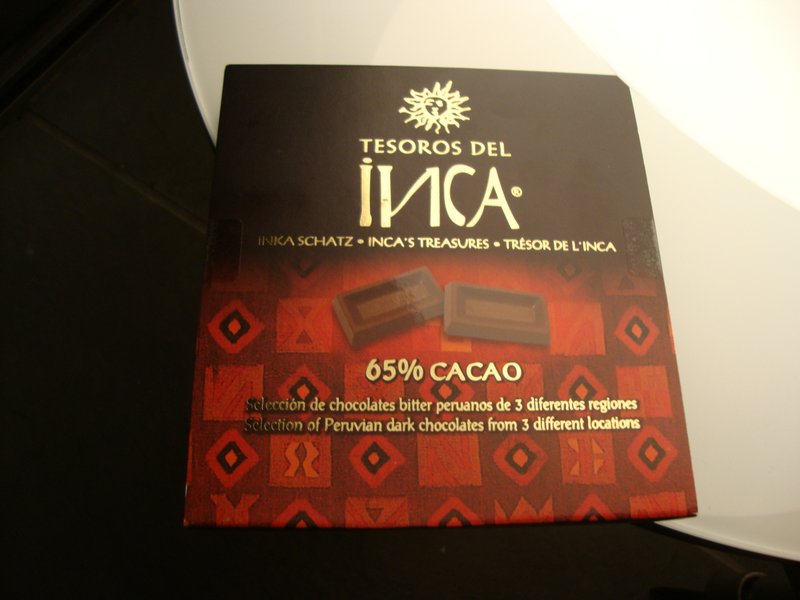 TESOROS DEL
INCA®
INKA SCHATZ • INCA'S TREASURES • TRÉSOR DE L'INCA
65% CACAO
Selección de chocolates bitter peruanos de 3 diferentes regiones
Selection of Peruvian dark chocolates from 3 different locations